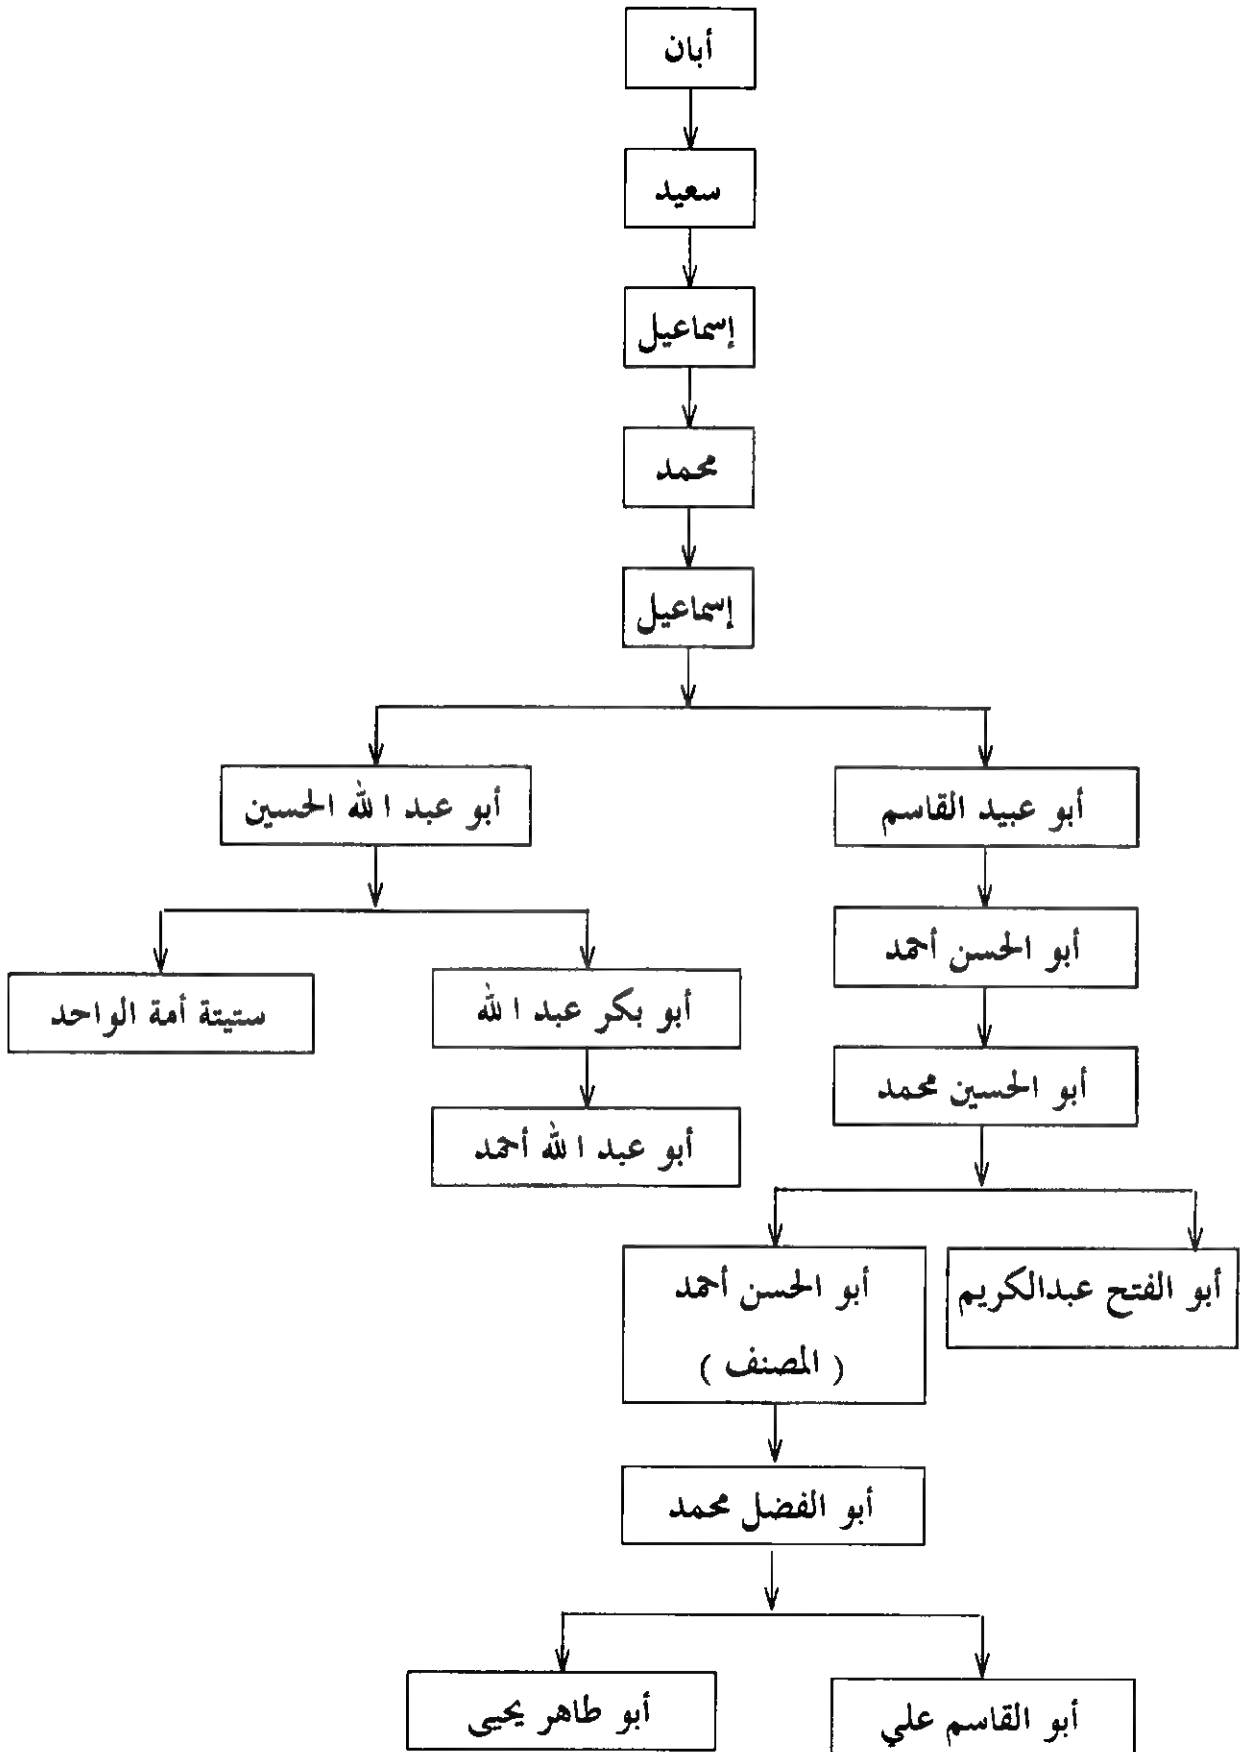 أبان
سعيد
إسماعيل
محمد
إسماعيل
أبو عبيد القاسم
أبو عبد الله الحسين
أبو الحسن أحمد
أبو بكر عبد الله
ستيتة أمة الواحد
أبو الحسين محمد
أبو عبد الله أحمد
أبو الفتح عبدالكريم
أبو الحسن أحمد
( المصنف )
أبو الفضل محمد
أبو القاسم علي
أبو طاهر يحيى